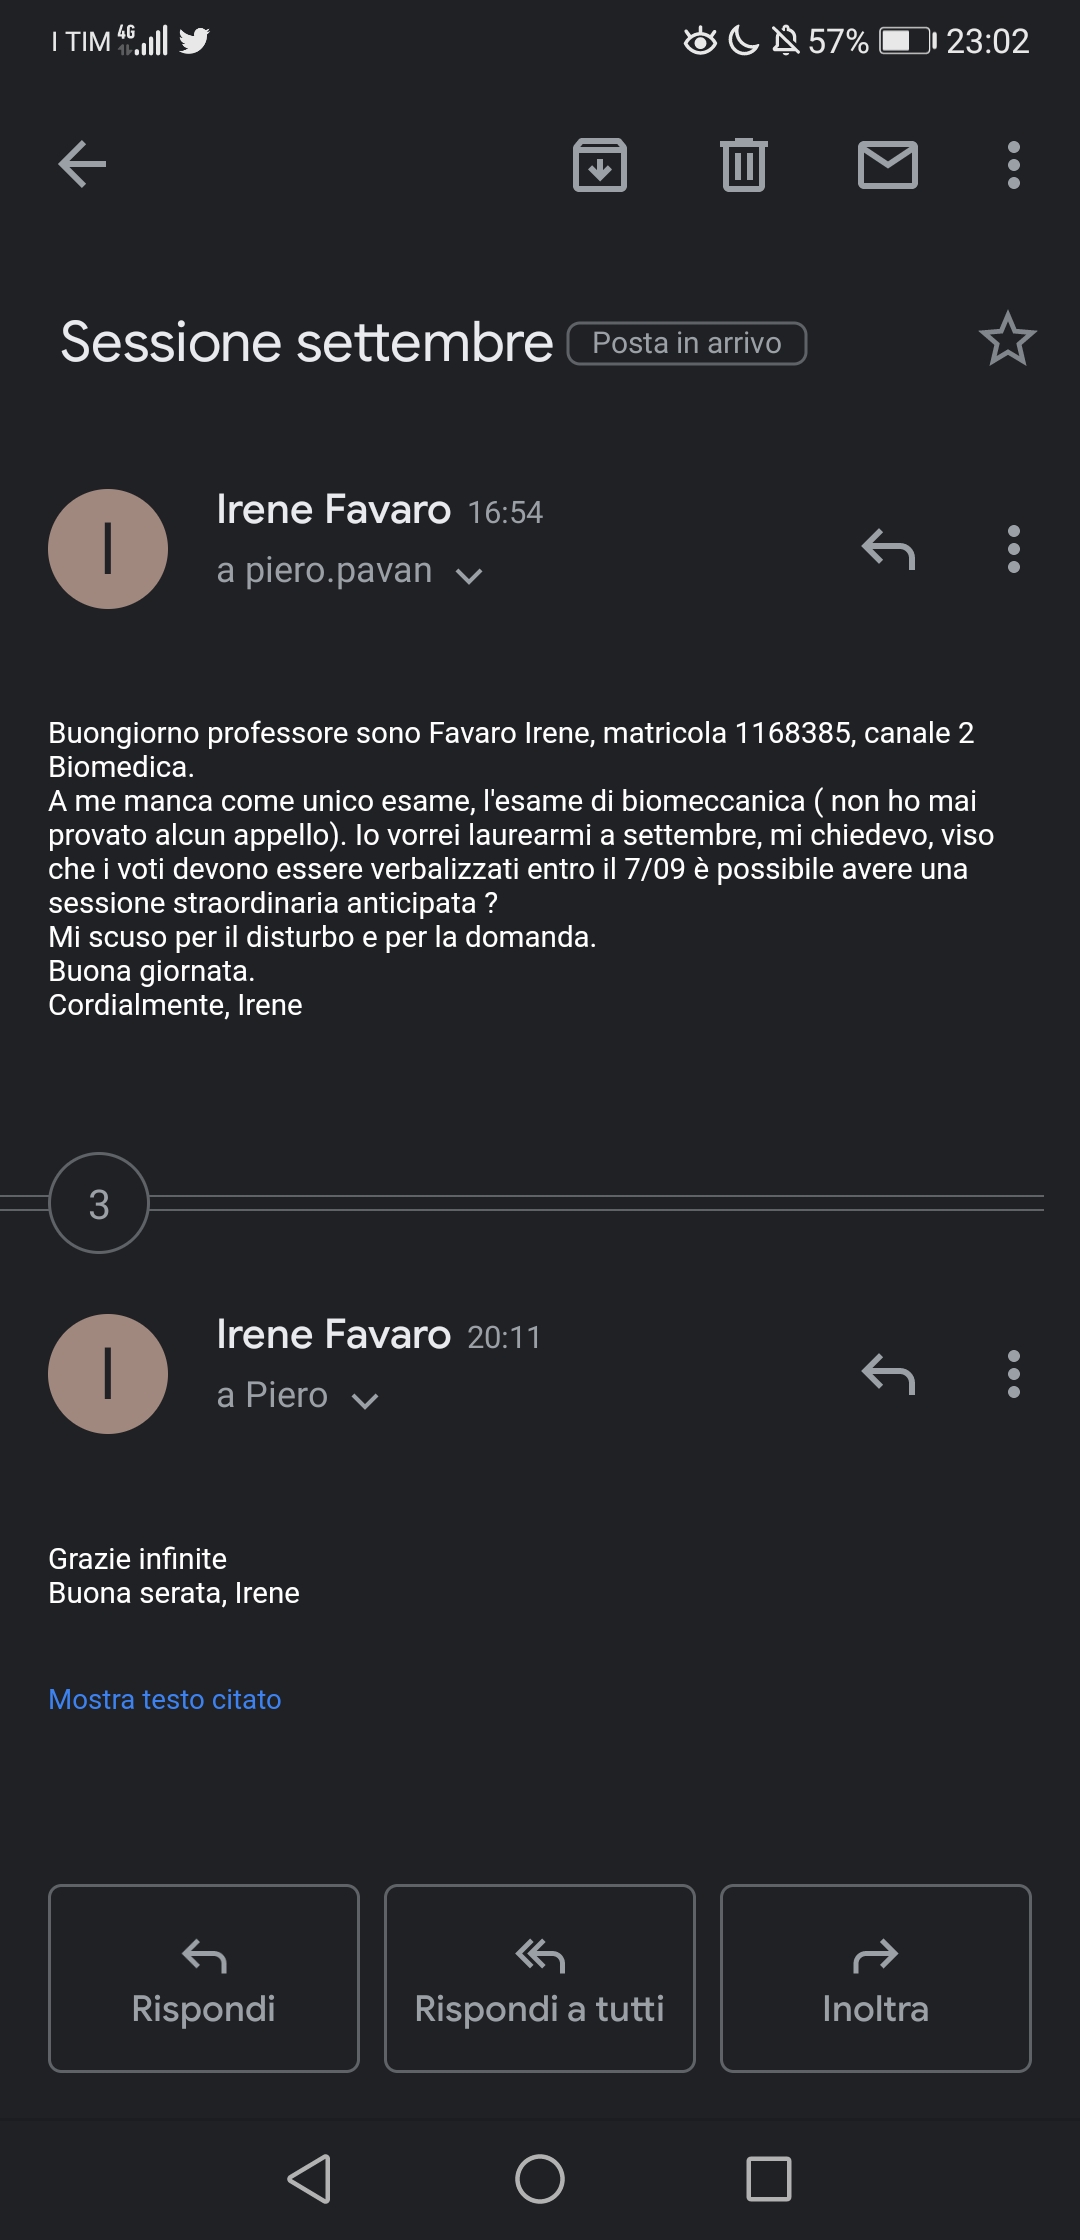 I TIM 4G 57% 23:02
Sessione settembre Posta in arrivo
I
Irene Favaro 16:54
a piero.pavan
Buongiorno professore sono Favaro Irene, matricola 1168385, canale 2
Biomedica.
A me manca come unico esame, l'esame di biomeccanica ( non ho mai
provato alcun appello). Io vorrei laurearmi a settembre, mi chiedevo, viso
che i voti devono essere verbalizzati entro il 7/09 è possibile avere una
sessione straordinaria anticipata ?
Mi scuso per il disturbo e per la domanda.
Buona giornata.
Cordialmente, Irene
3
I
Irene Favaro 20:11
a Piero
Grazie infinite
Buona serata, Irene
Mostra testo citato
Rispondi
Rispondi a tutti
Inoltra